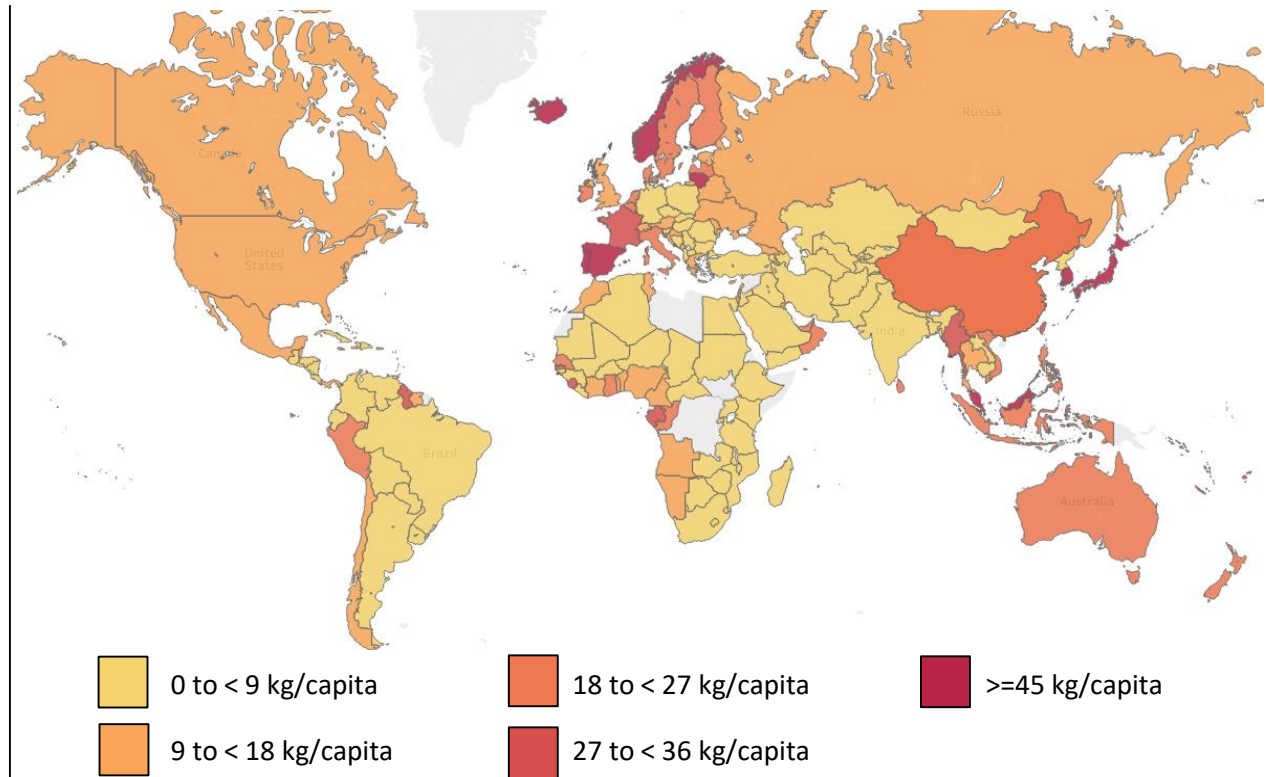 Russia
Canada
United
States
India
Brazil
Australia
0 to < 9 kg/capita
18 to < 27 kg/capita
>=45 kg/capita
9 to < 18 kg/capita
27 to < 36 kg/capita